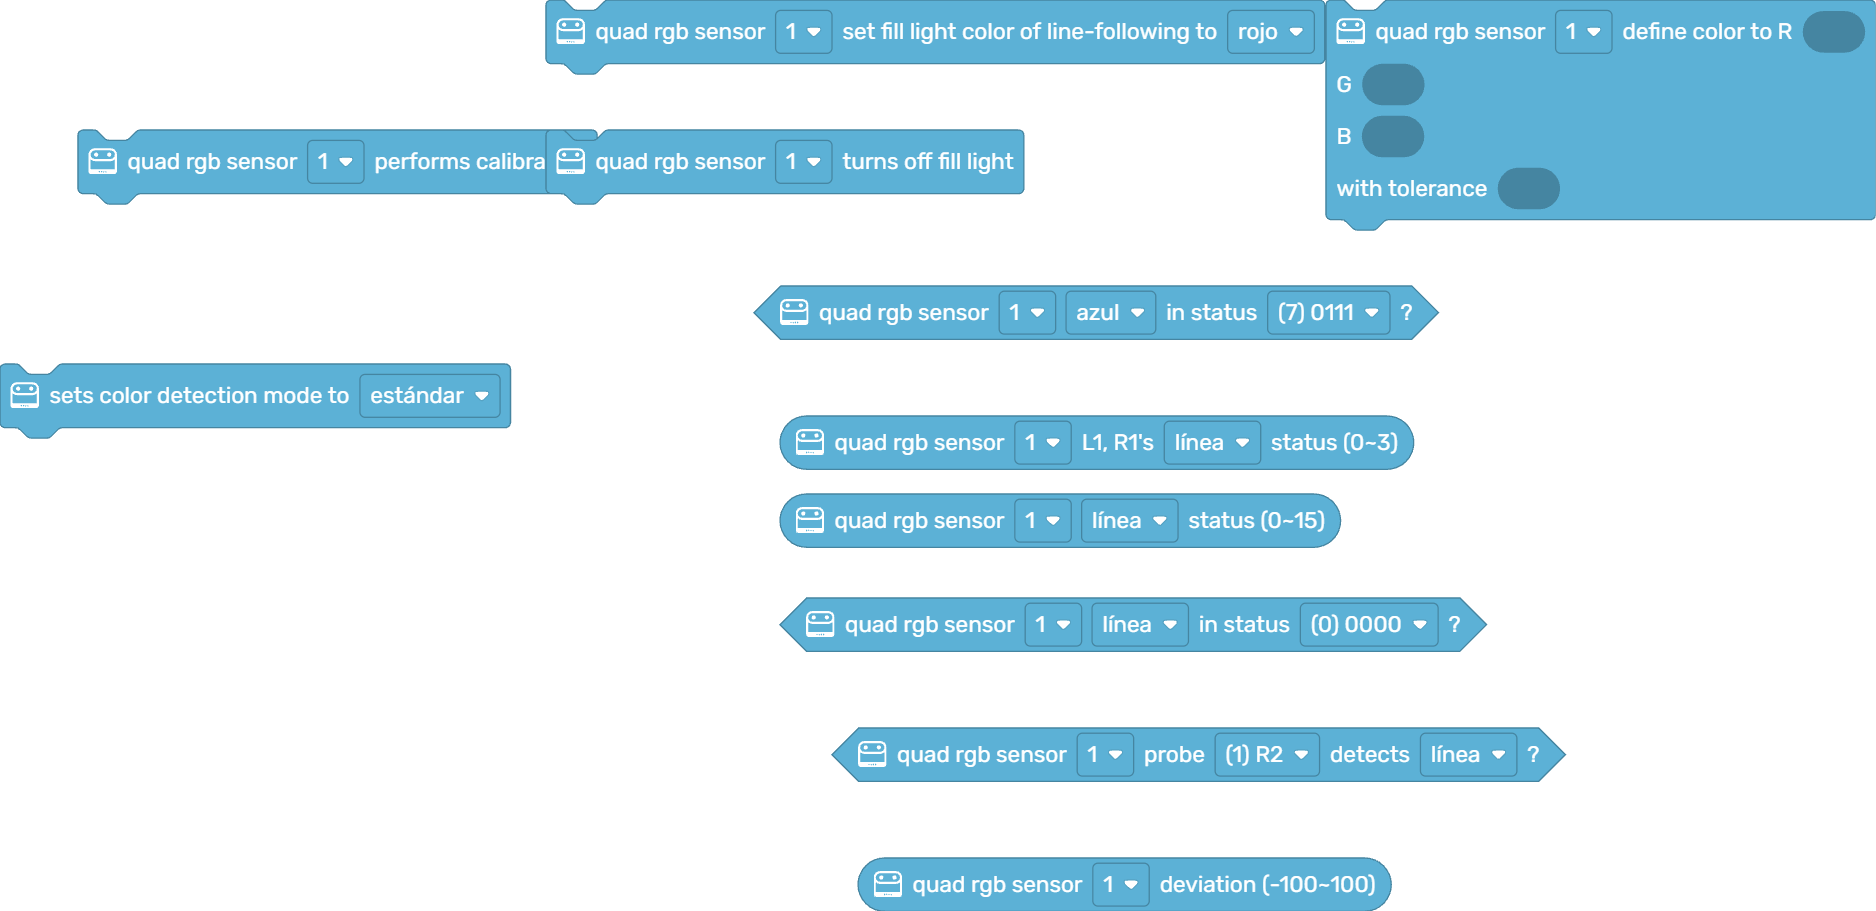 quad rgb sensor 1 set fill light color of line-following to rojo
quad rgb sensor 1 define color to R
G
B
with tolerance
quad rgb sensor 1 performs calibra
quad rgb sensor 1 turns off fill light
quad rgb sensor 1 azul in status (7) 0111 ?
sets color detection mode to estándar
quad rgb sensor 1 L1, R1's línea status (0~3)
quad rgb sensor 1 línea status (0~15)
quad rgb sensor 1 línea in status (0) 0000 ?
quad rgb sensor 1 probe (1) R2 detects línea ?
quad rgb sensor 1 deviation (-100~100)